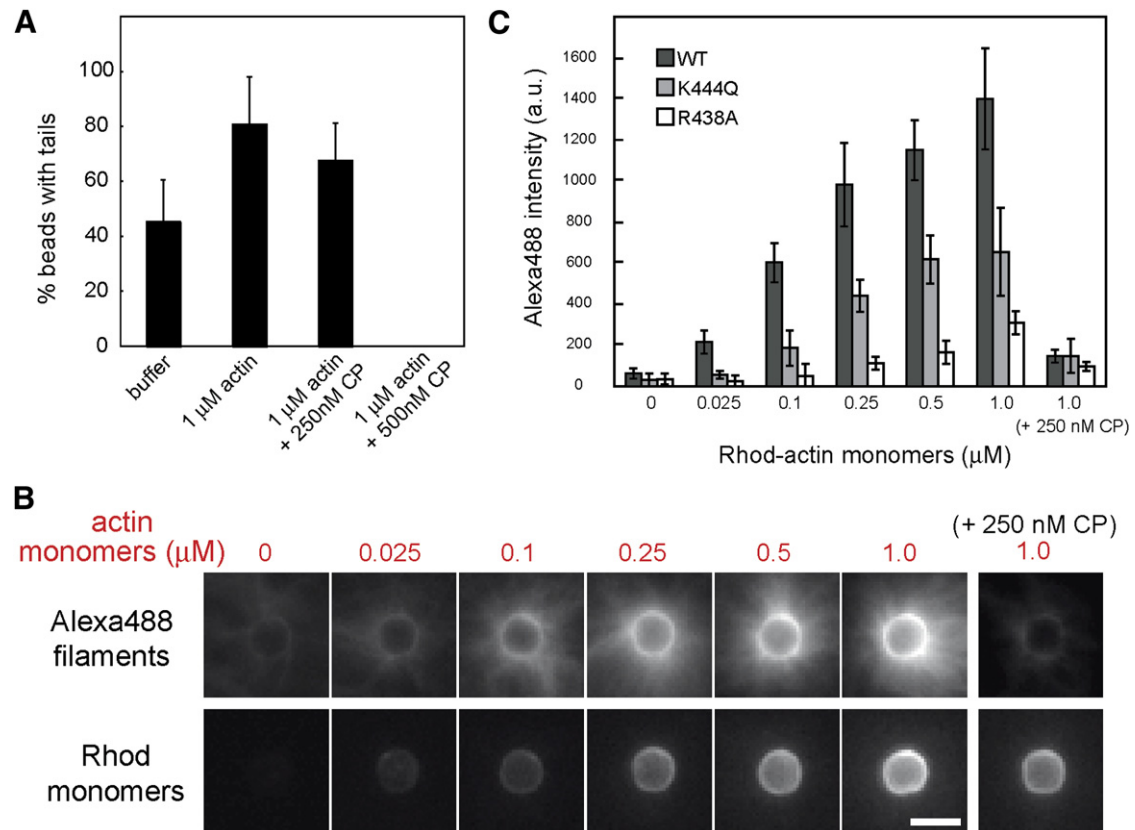 A
% beads with tails
100
80
60
40
20
0
buffer
1 μM actin
1 μM actin
+ 250nM CP
1 μM actin
+ 500nM CP
C
Alexa488 intensity (a.u.)
1600
1400
1200
1000
800
600
400
200
0
WT
K444Q
R438A
0 0.025 0.1 0.25 0.5 1.0 1.0
(+ 250 nM CP)
Rhod-actin monomers (μM)
B
actin
monomers (μM) 0 0.025 0.1 0.25 0.5 1.0 1.0
(+ 250 nM CP)
Alexa488
filaments
Rhod
monomers